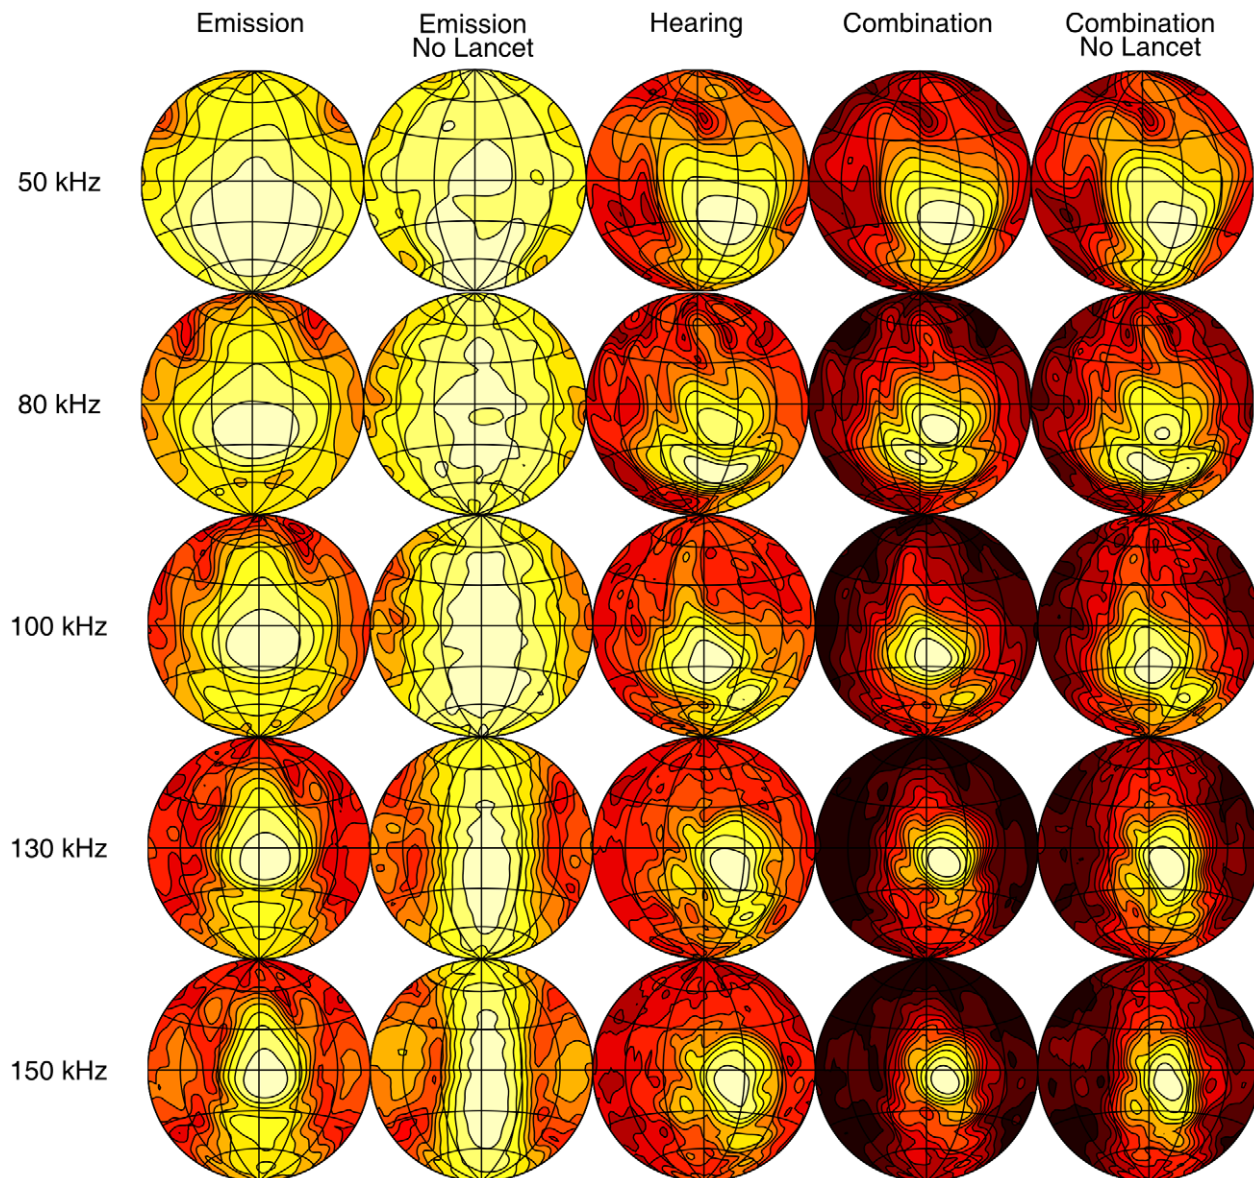 Emission
Emission
No Lancet
Hearing
Combination
Combination
No Lancet
50 kHz
80 kHz
100 kHz
130 kHz
150 kHz